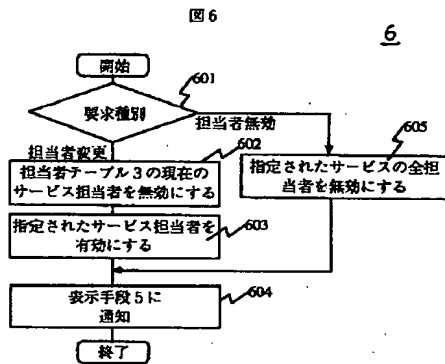 図6
6
開始
601
要求種別
担当者無効
担当者変更
602
605
担当者テーブル3の現在の
サービス担当者を無効にする
指定されたサービスの全担
当者を無効にする
指定されたサービス担当者を
有効にする
603
表示手段5に
通知
604
終了